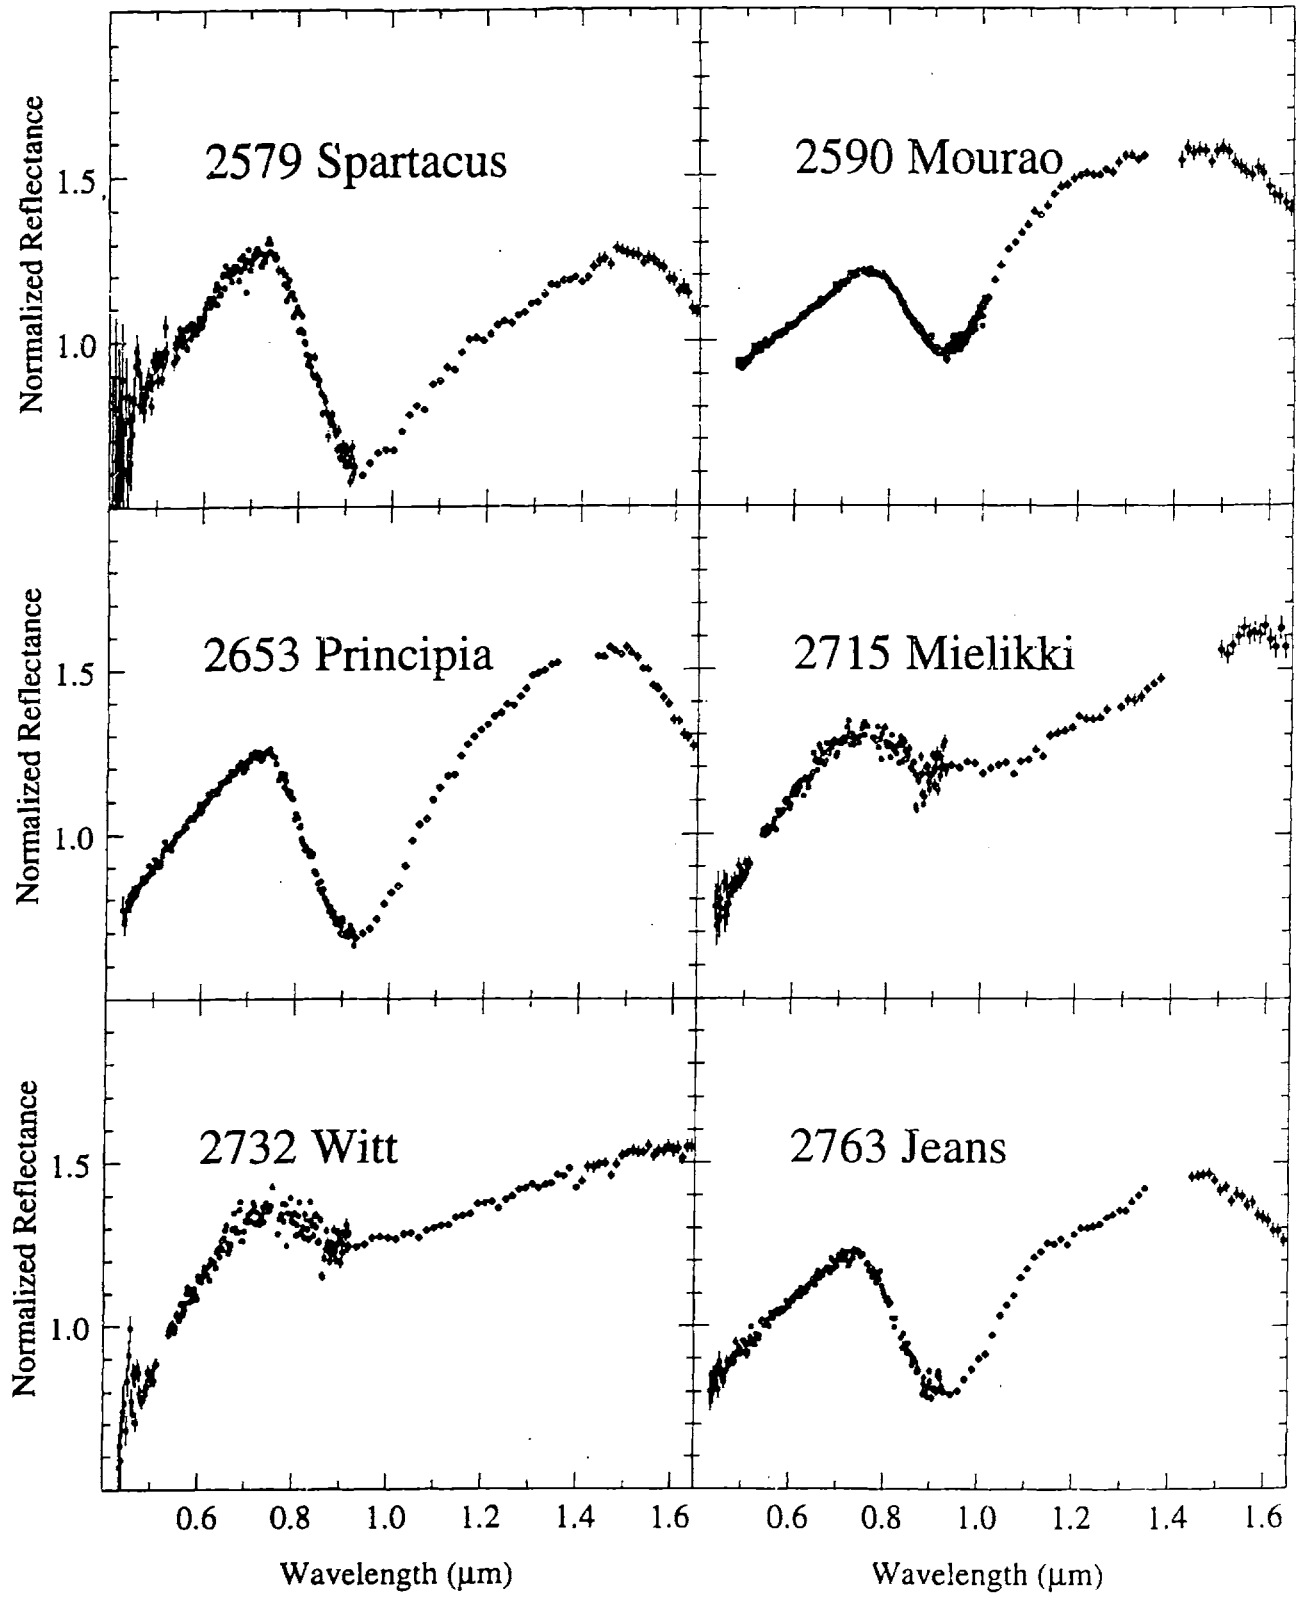 Normalized Reflectance
1.5
1.0
2579 Spartacus
2590 Mourao
Normalized Reflectance
1.5
1.0
2653 Principia
2715 Mielikki
Normalized Reflectance
1.5
1.0
2732 Witt
2763 Jeans
0.6 0.8 1.0 1.2 1.4 1.6
0.6 0.8 1.0 1.2 1.4 1.6
Wavelength (μm)
Wavelength (μm)